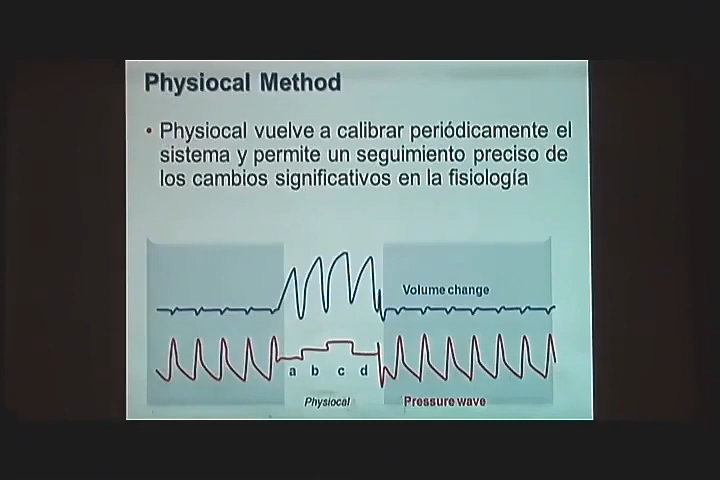 Physiocal Method
• Physiocal vuelve a calibrar periódicamente el
sistema y permite un seguimiento preciso de
los cambios significativos en la fisiología
Volume change
a b c d
Physiocal
Pressure wave